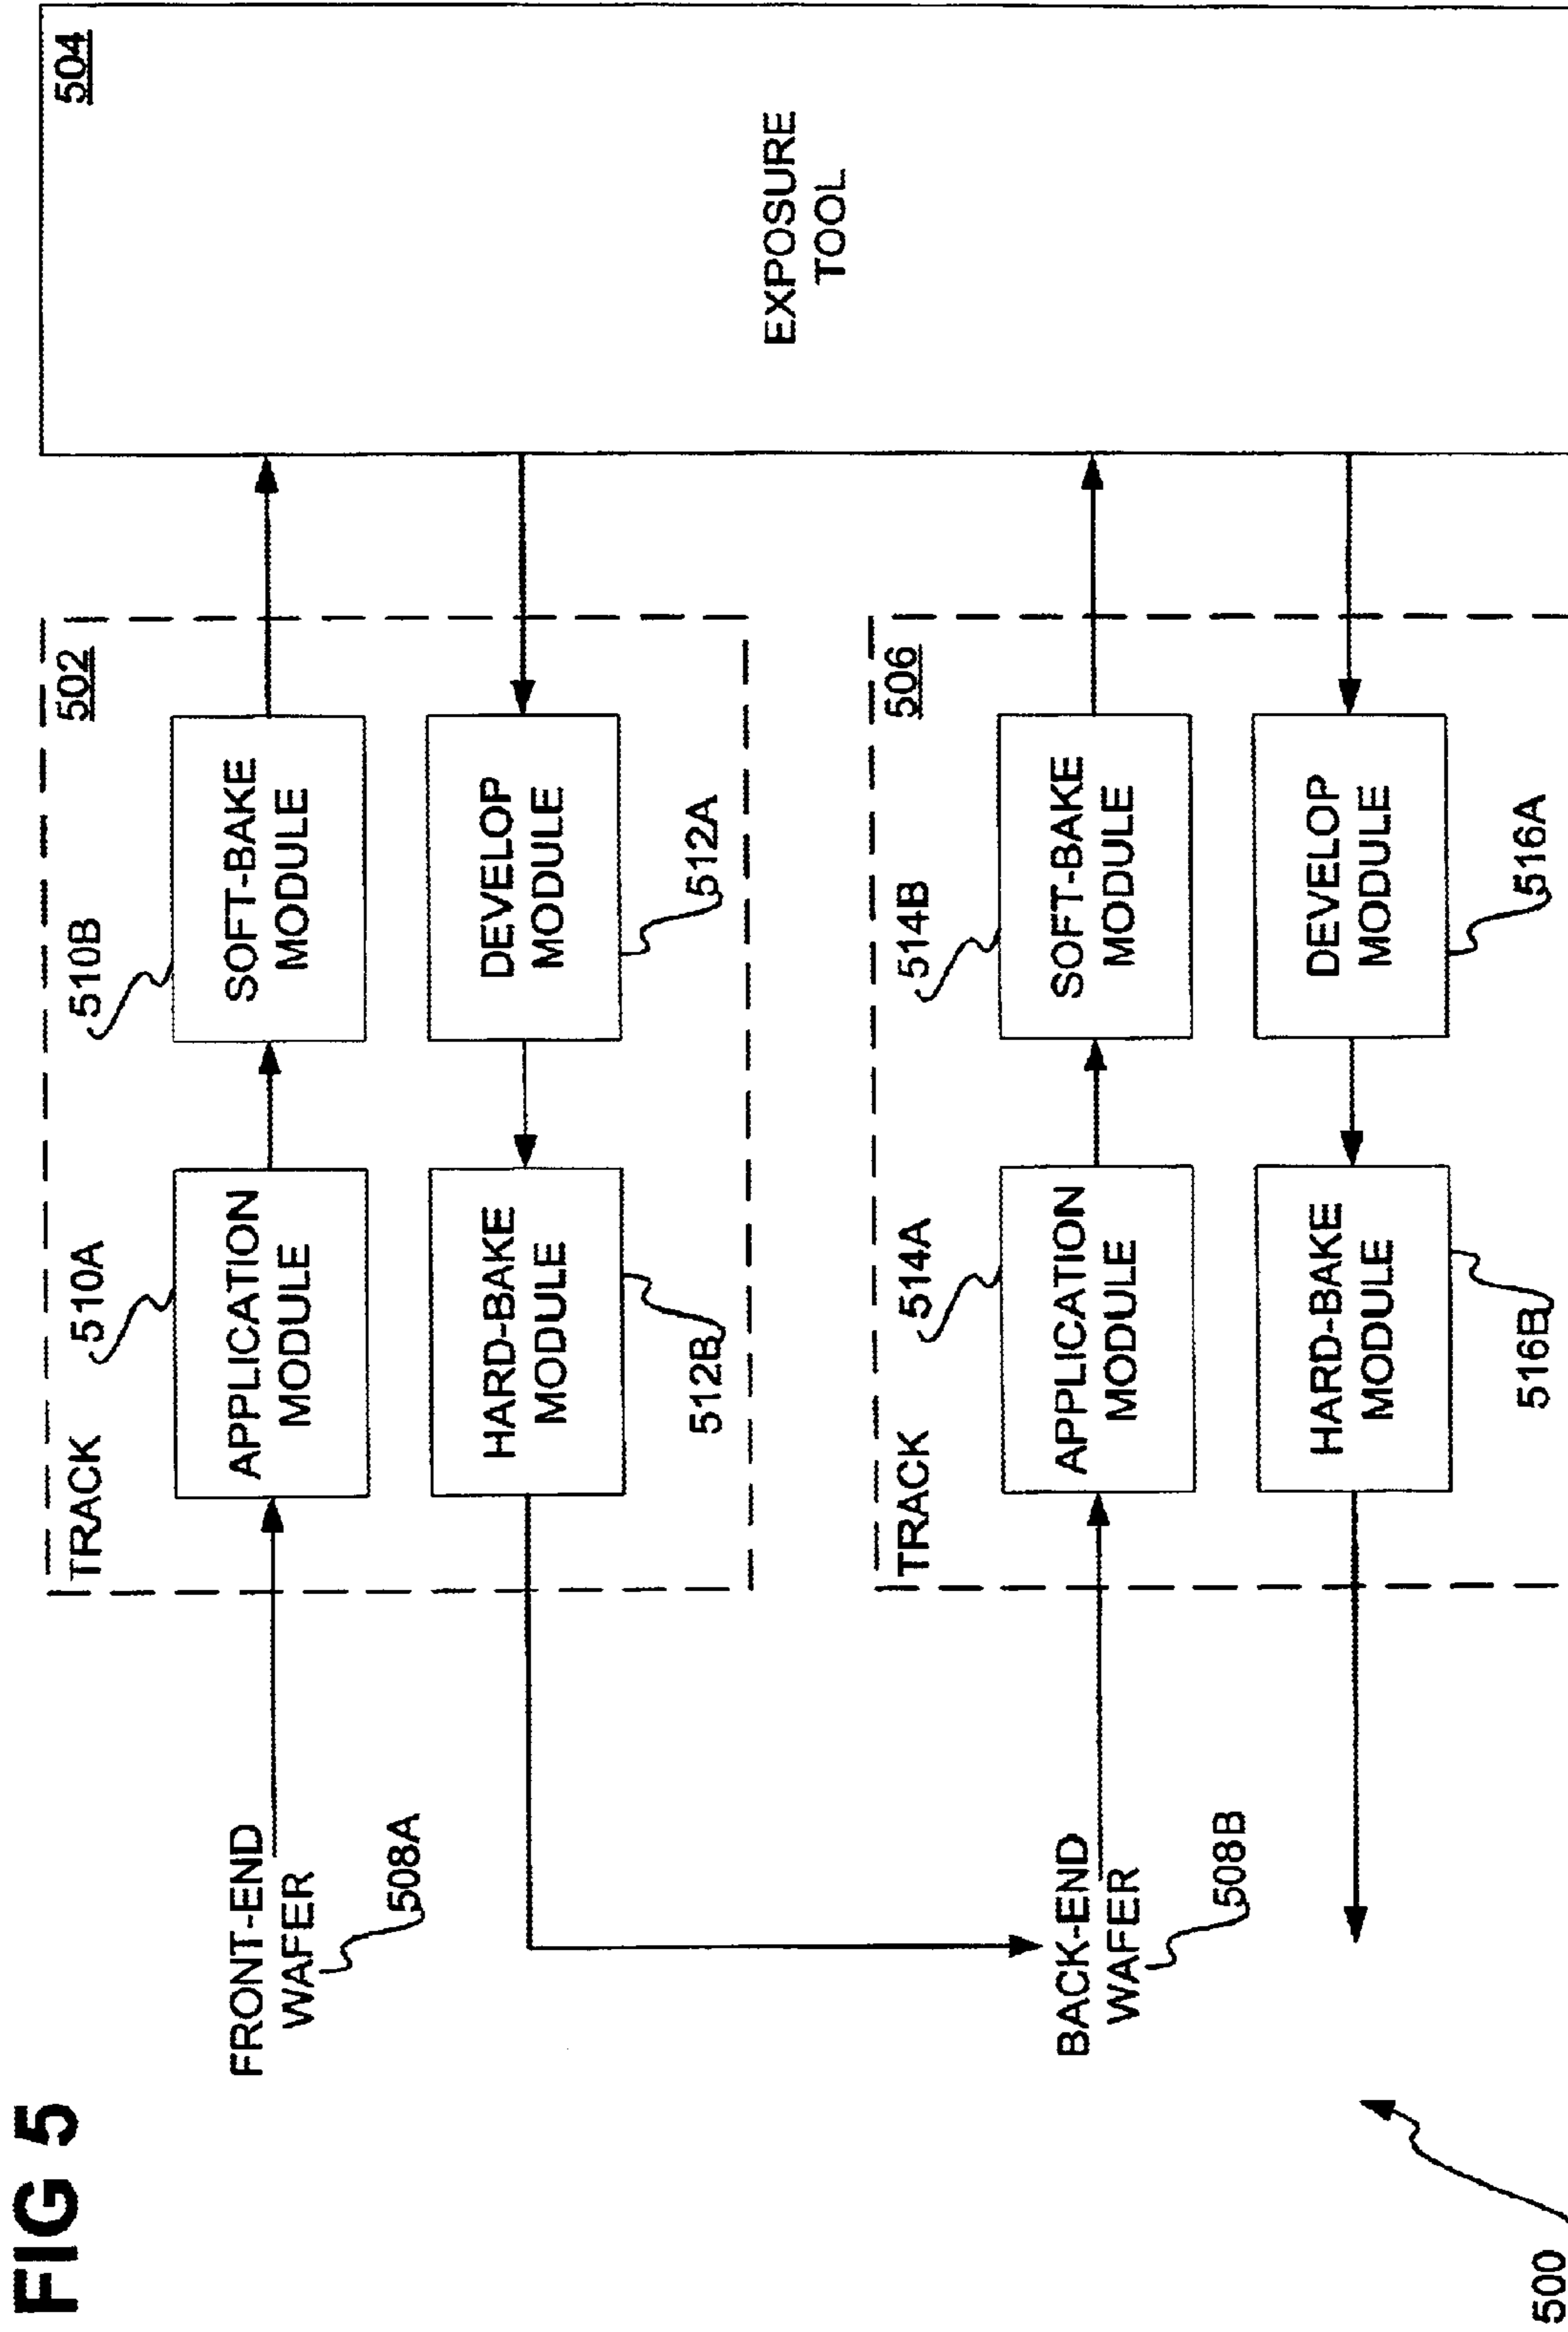 FIG 5
TRACK
510A
510B
502
504
FRONT-END
WAFER
508A
APPLICATION
MODULE
SOFT-BAKE
MODULE
HARD-BAKE
MODULE
DEVELOP
MODULE
512B
512A
EXPOSURE
TOOL
TRACK
514A
514B
506
BACK-END
WAFER
508B
APPLICATION
MODULE
SOFT-BAKE
MODULE
HARD-BAKE
MODULE
DEVELOP
MODULE
516B
516A
500